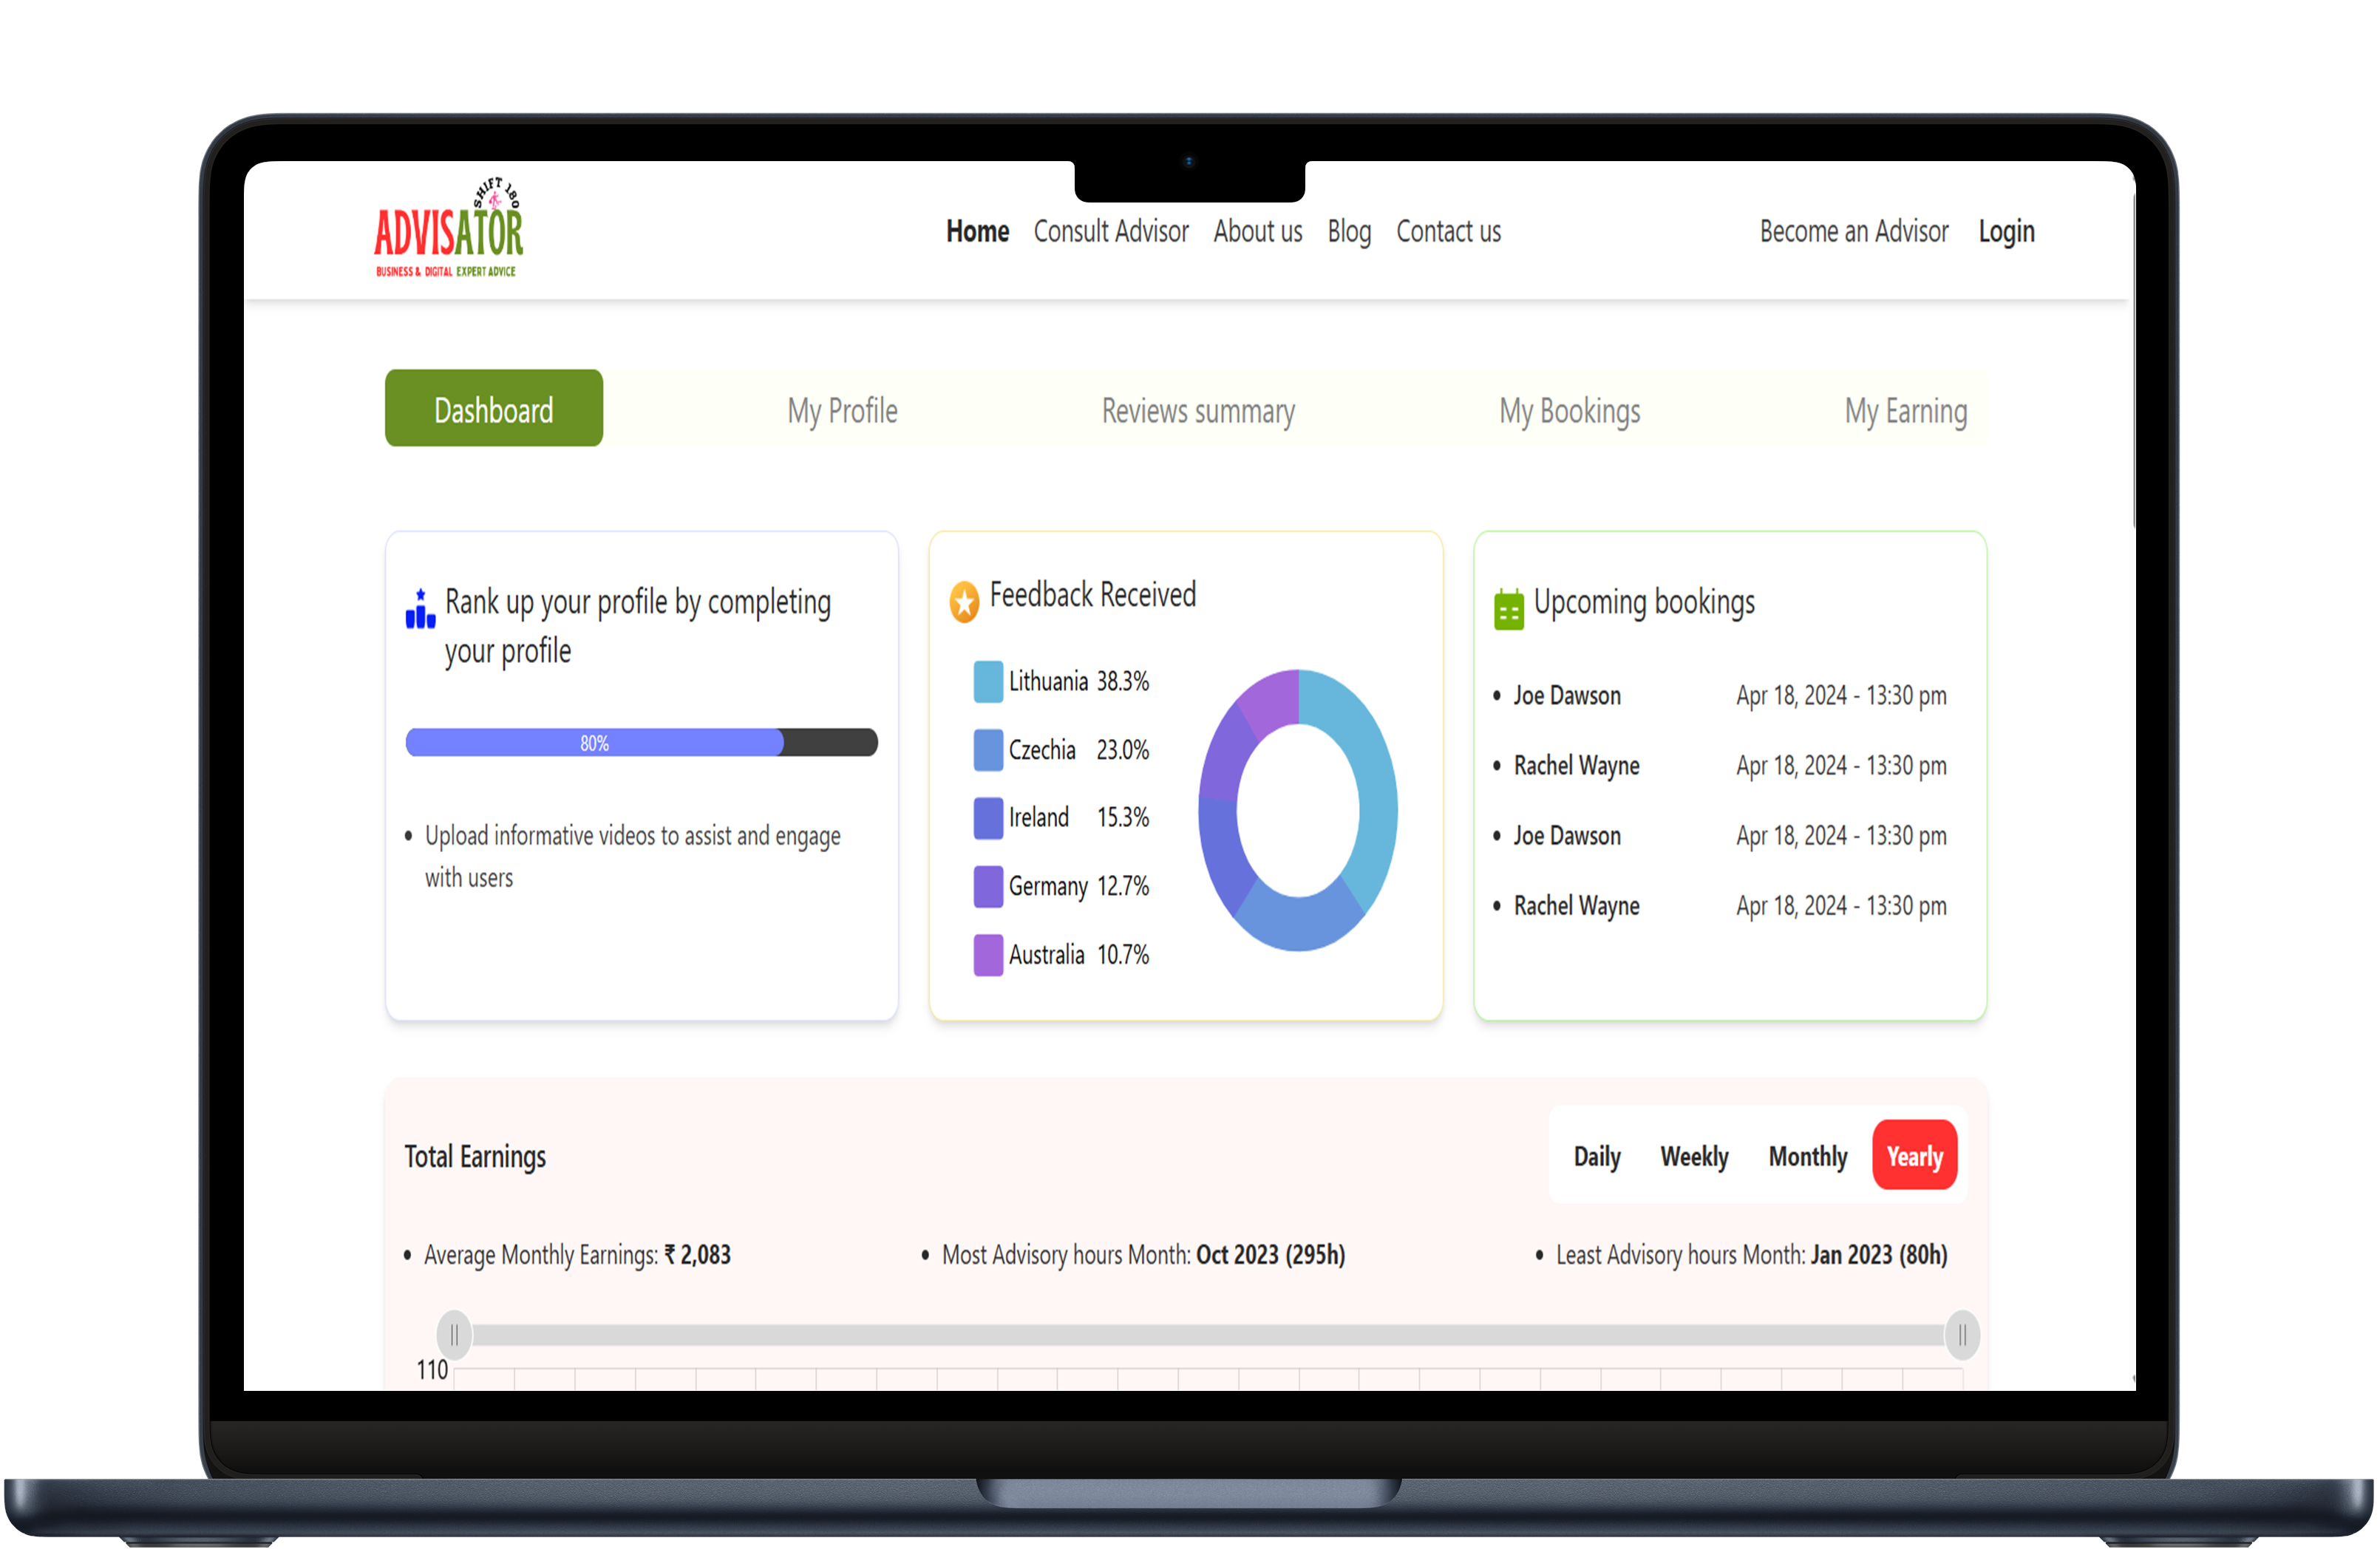 SHIFT 180
ADVISATOR
BUSINESS & DIGITAL EXPERT ADVICE
Home Consult Advisor About us Blog Contact us Become an Advisor Login
Dashboard My Profile Reviews summary My Bookings My Earning
Rank up your profile by completing
your profile
80%
• Upload informative videos to assist and engage
with users
Feedback Received
Lithuania 38.3%
Czechia 23.0%
Ireland 15.3%
Germany 12.7%
Australia 10.7%
Upcoming bookings
• Joe Dawson Apr 18, 2024 - 13:30 pm
• Rachel Wayne Apr 18, 2024 - 13:30 pm
• Joe Dawson Apr 18, 2024 - 13:30 pm
• Rachel Wayne Apr 18, 2024 - 13:30 pm
Total Earnings Daily Weekly Monthly Yearly
• Average Monthly Earnings: ₹ 2,083 • Most Advisory hours Month: Oct 2023 (295h) • Least Advisory hours Month: Jan 2023 (80h)
110